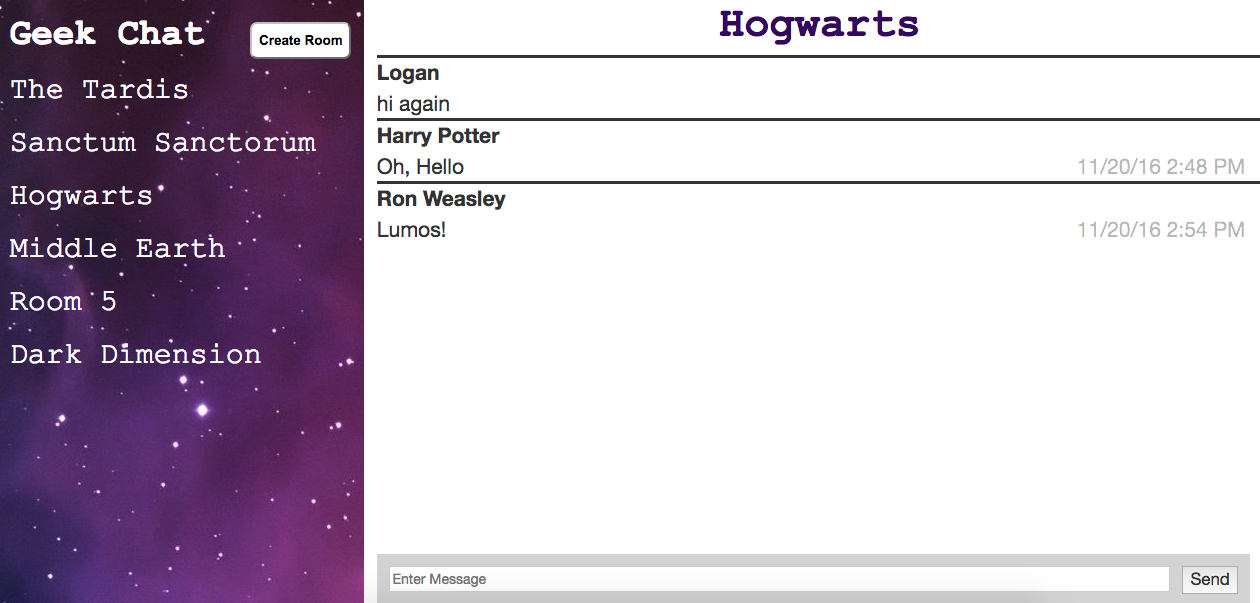 Geek Chat
Create Room
The Tardis
Sanctum Sanctorum
Hogwarts
Middle Earth
Room 5
Dark Dimension
Hogwarts
Logan
hi again
Harry Potter
Oh, Hello 11/20/16 2:48 PM
Ron Weasley
Lumos! 11/20/16 2:54 PM
Enter Message
Send